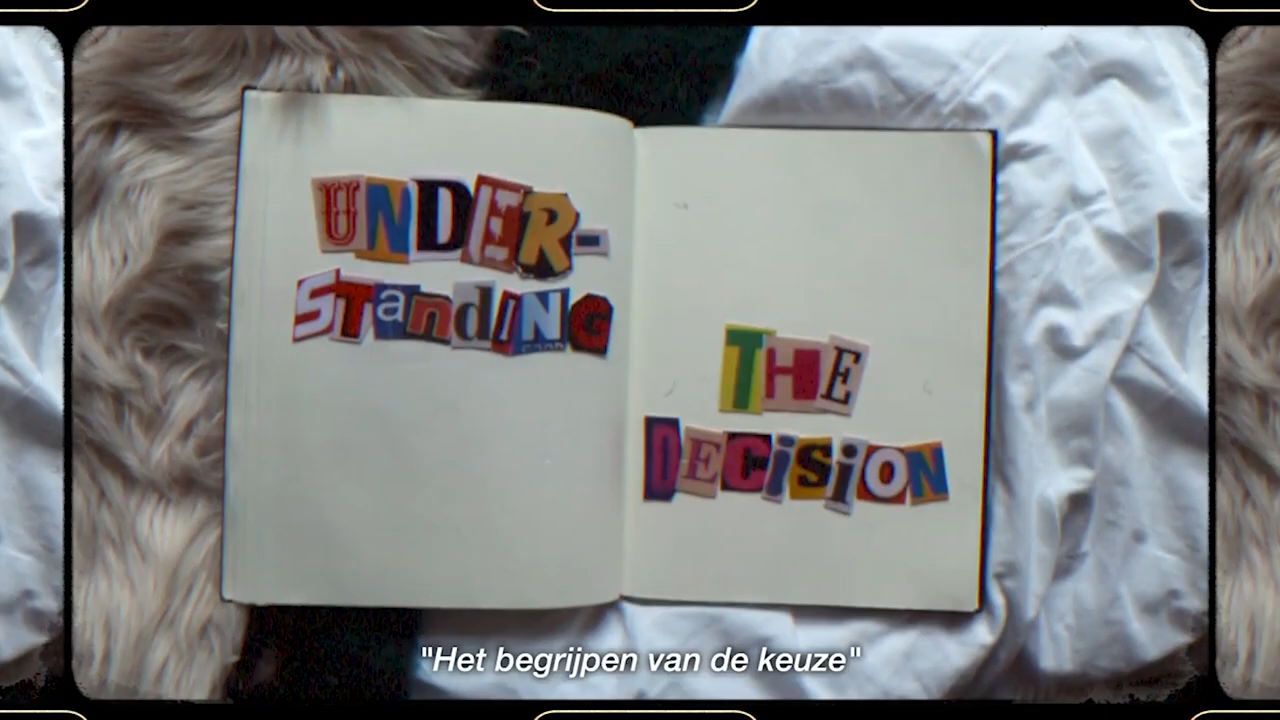 UNDER-
STandING
THE
DECiSiON
"Het begrijpen van de keuze"